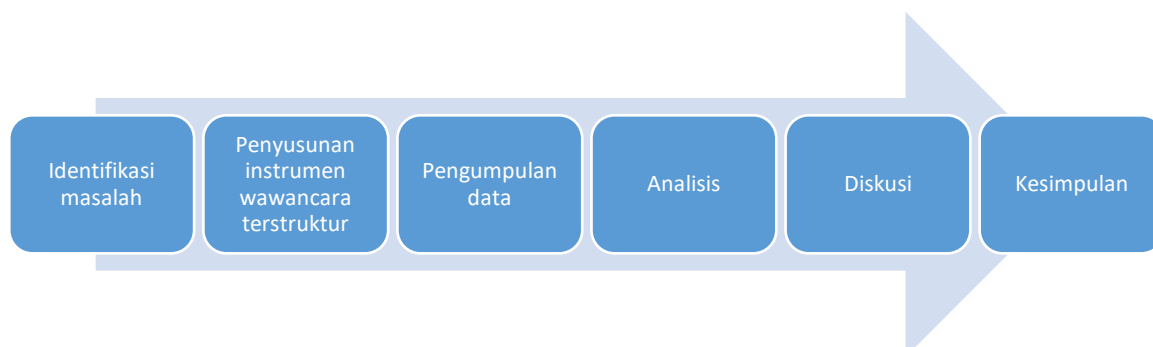 Identifikasi
masalah
Penyusunan
instrumen
wawancara
terstruktur
Pengumpulan
data
Analisis
Diskusi
Kesimpulan